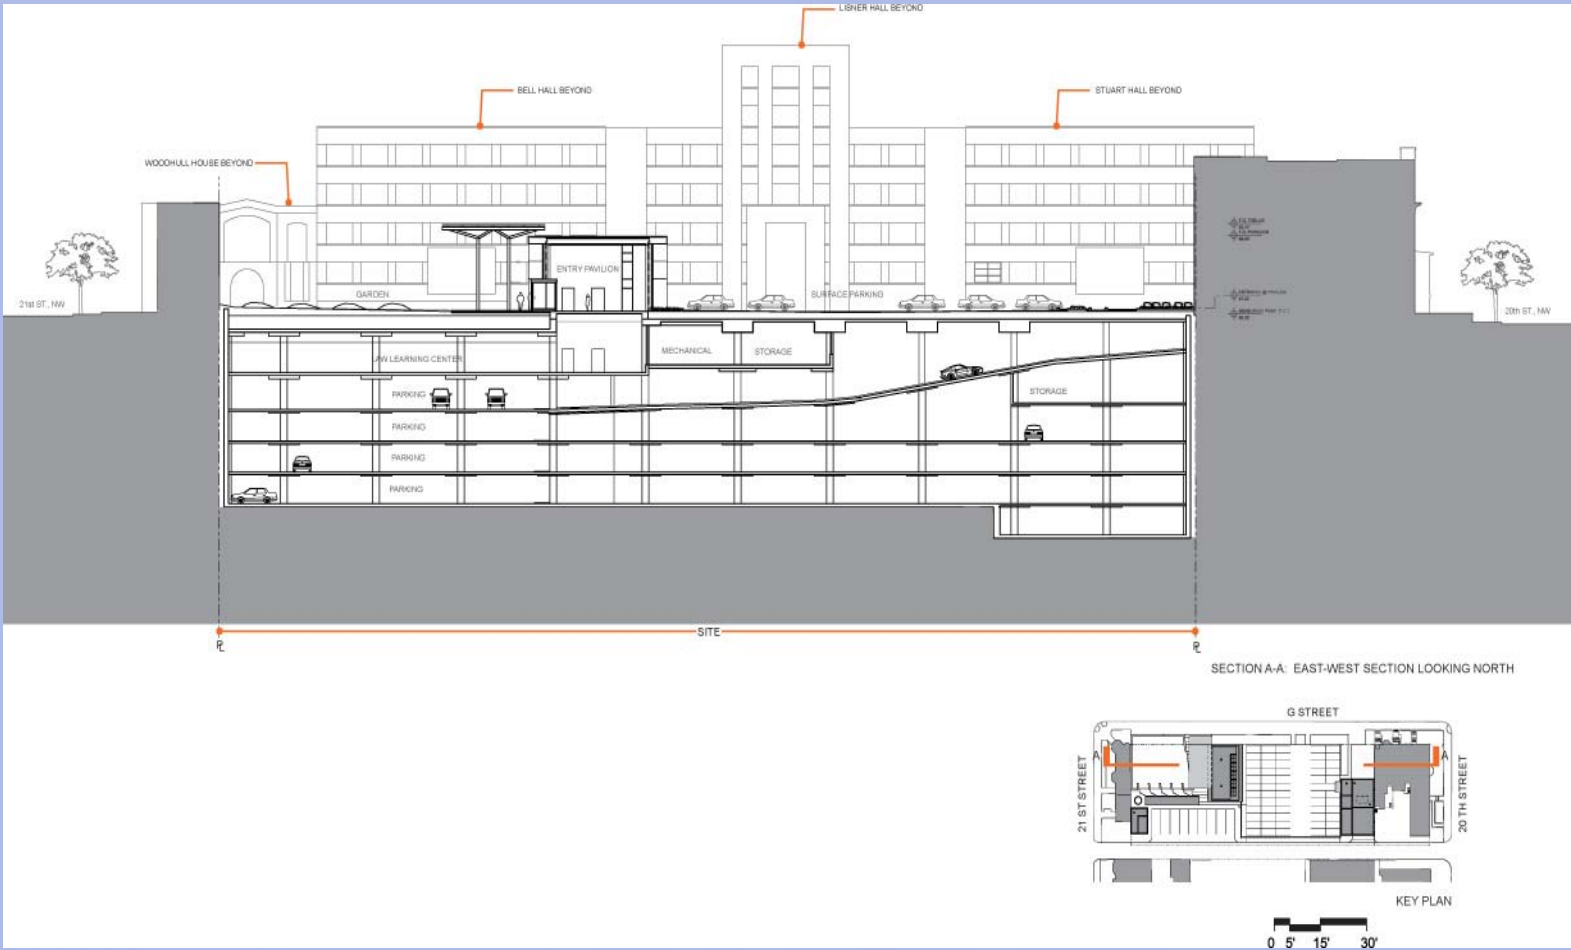 LISNER HALL BEYOND
BELL HALL BEYOND
STUART HALL BEYOND
WOODHULL HOUSE BEYOND
ENTRY PAVILION
GARDEN
SURFACE PARKING
21st ST., NW
20th ST., NW
LAW LEARNING CENTER
MECHANICAL
STORAGE
PARKING
STORAGE
PARKING
PARKING
PARKING
SITE
PL
PL
SECTION A-A: EAST-WEST SECTION LOOKING NORTH
G STREET
A
A
21 ST STREET
20 TH STREET
KEY PLAN
0 5' 15' 30'